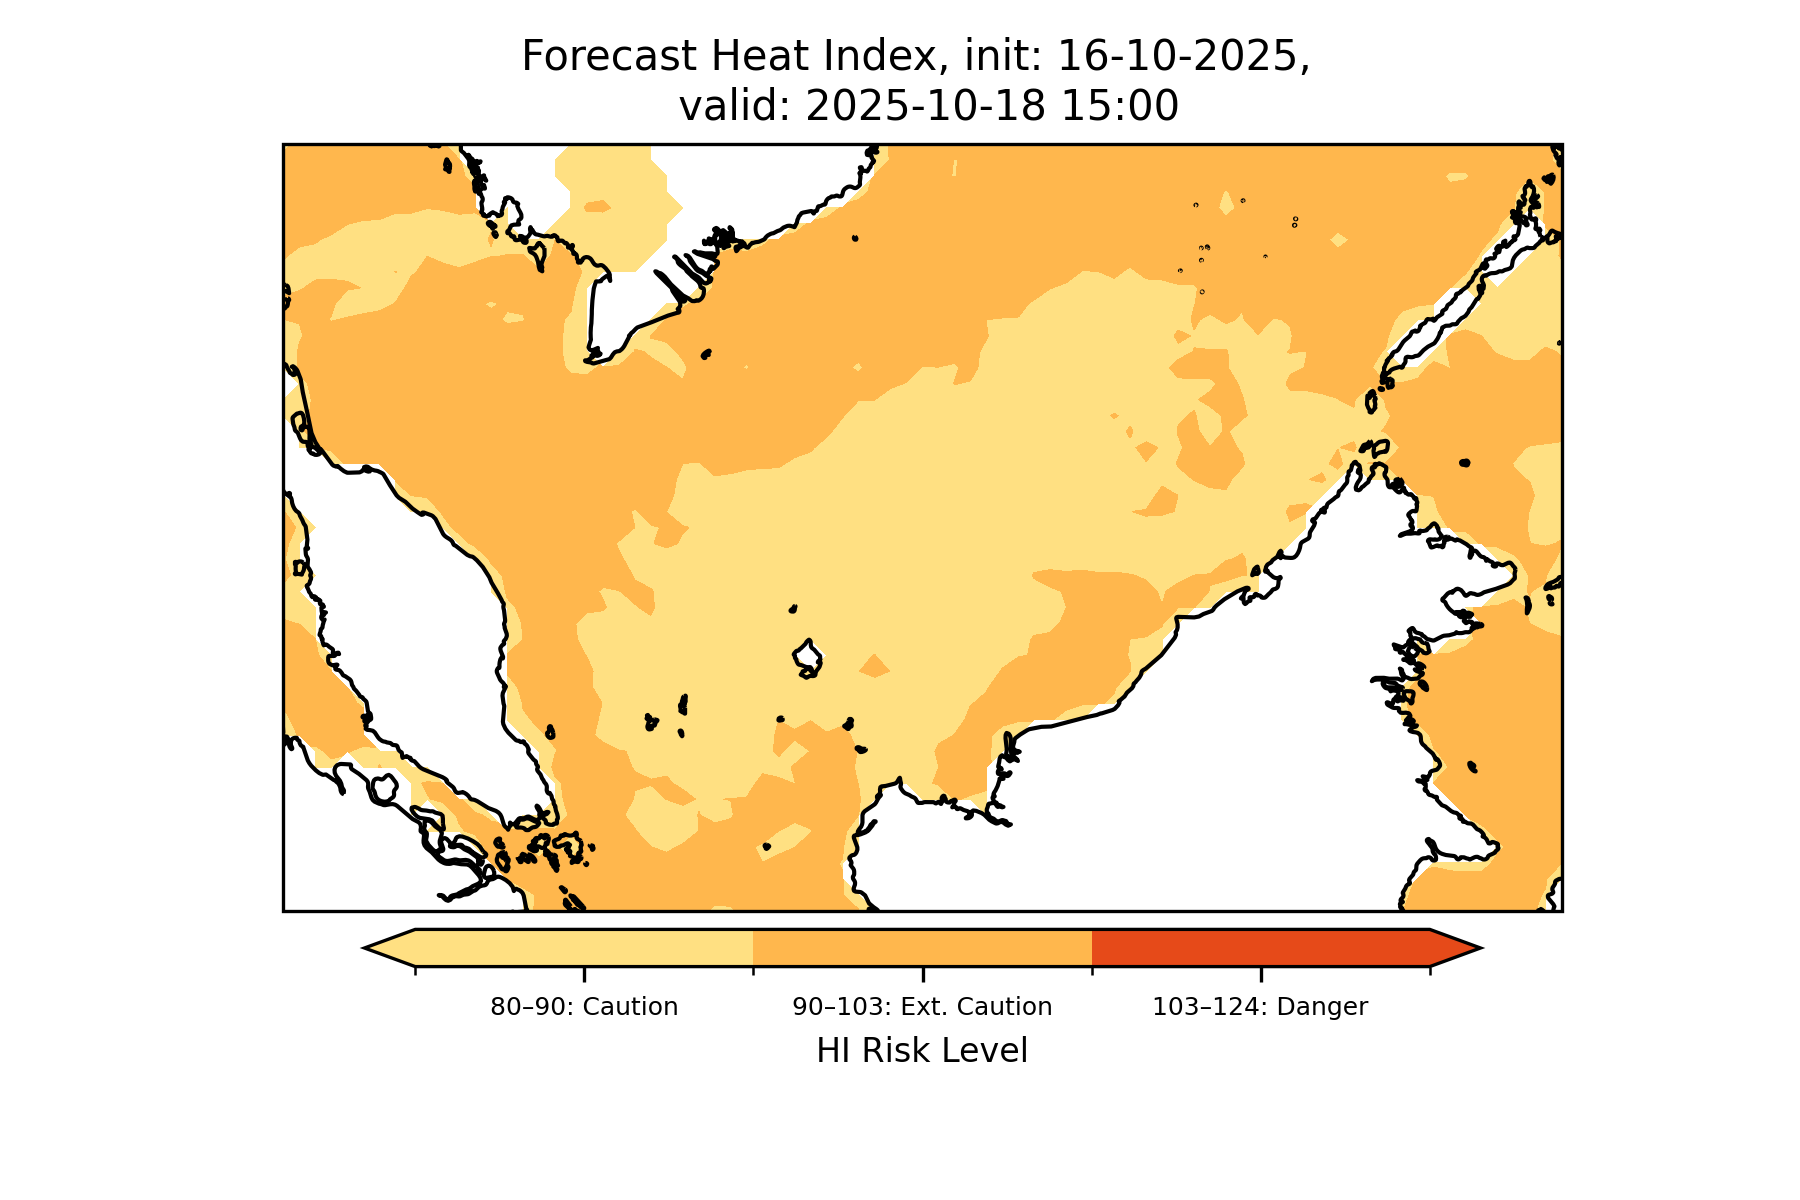 Forecast Heat Index, init: 16-10-2025,
valid: 2025-10-18 15:00
80–90: Caution
90–103: Ext. Caution
103–124: Danger
HI Risk Level